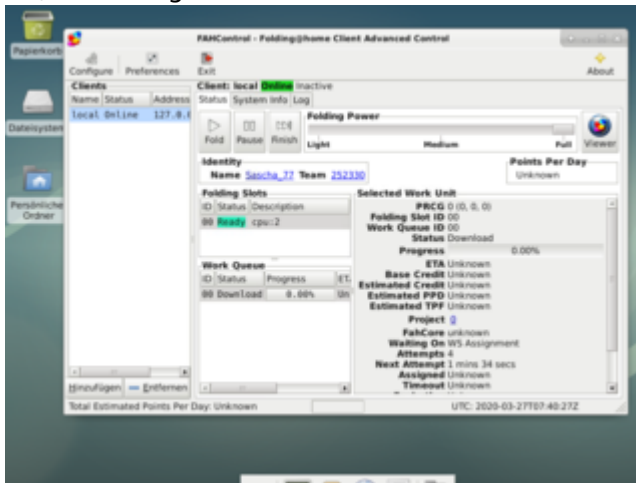 Papierkorb
Dateisystem
Persönliche
Ordner
FAHControl - Folding@home Client Advanced Control
Configure
Preferences
Exit
About
Clients
Name Status Address
local Online 127.0.
Client: local Online Inactive
Status System Info Log
Fold Pause Finish
Folding Power
Light Medium Full
Viewer
Identity
Name Sascha_77 Team 252330
Points Per Day
Unknown
Folding Slots
ID Status Description
00 Ready cpu:2
Work Queue
ID Status Progress ET
00 Download 0.00% Un
Selected Work Unit
PRCG 0 (0, 0, 0)
Folding Slot ID 00
Work Queue ID 00
Status Download
Progress 0.00%
ETA Unknown
Base Credit Unknown
Estimated Credit Unknown
Estimated PPD Unknown
Estimated TPF Unknown
Project 0
FahCore unknown
Waiting On WS Assignment
Attempts 4
Next Attempt 1 mins 34 secs
Assigned Unknown
Timeout Unknown
Hinzufügen Entfernen
Total Estimated Points Per Day: Unknown
UTC: 2020-03-27T07:40:27Z